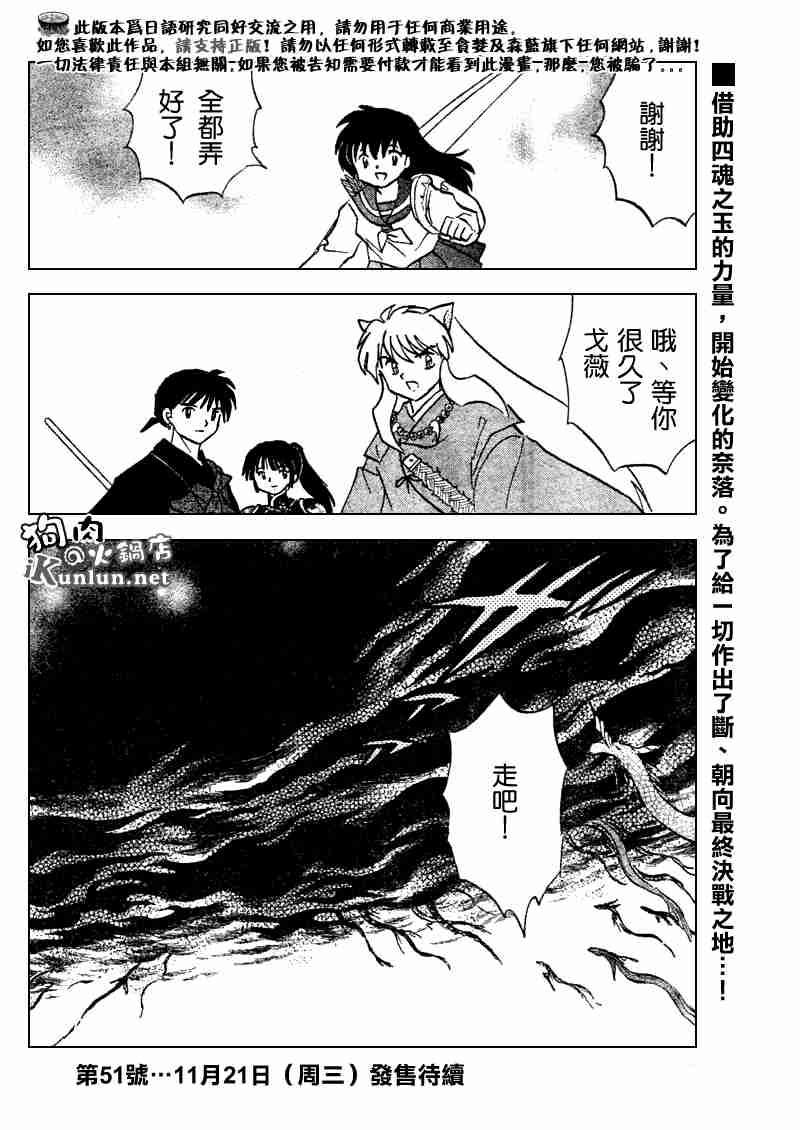 此版本爲日語研究同好交流之用，請勿用于任何商業用途。
如您喜歡此作品，請支持正版！請勿以任何形式轉載至貪婪及森藍旗下任何網站，謝謝！
一切法律責任與本組無關。如果您被告知需要付款才能看到此漫畫，那麼，您被騙了...
謝謝！
全都弄
好了！
哦、等你
很久了
戈薇
狗肉
の火鍋店
iKunlun.net
走吧！
■借助四魂之玉的力量，開始變化的奈落。為了給一切作出了斷、朝向最終決戰之地…！
第51號…11月21日（周三）發售待續